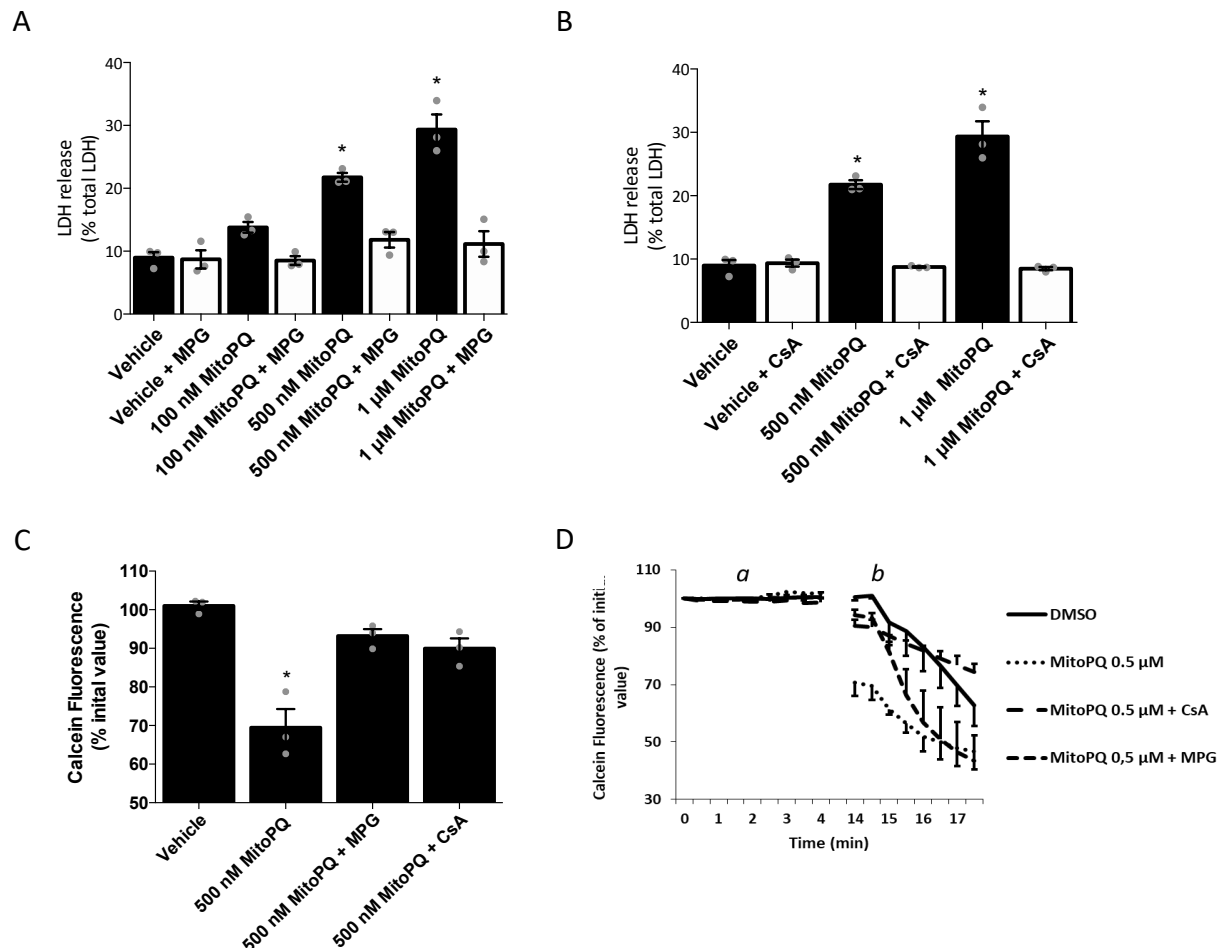 A
LDH release
(% total LDH)
40
30
20
10
0
*
*
Vehicle
Vehicle + MPG
100 nM MitoPQ
100 nM MitoPQ + MPG
500 nM MitoPQ
500 nM MitoPQ + MPG
1 µM MitoPQ
1 µM MitoPQ + MPG
B
LDH release
(% total LDH)
40
30
20
10
0
*
*
Vehicle
Vehicle + CsA
500 nM MitoPQ
500 nM MitoPQ + CsA
1 µM MitoPQ
1 µM MitoPQ + CsA
C
Calcein Fluorescence
(% inital value)
110
100
90
80
70
60
50
*
Vehicle
500 nM MitoPQ
500 nM MitoPQ + MPG
500 nM MitoPQ + CsA
D
Calcein Fluorescence (% of
value)
110
90
70
50
30
a
b
0 1 2 3 4 14 15 16 17
Time (min)
DMSO
MitoPQ 0.5 µM
MitoPQ 0.5 µM + CsA
MitoPQ 0,5 µM + MPG